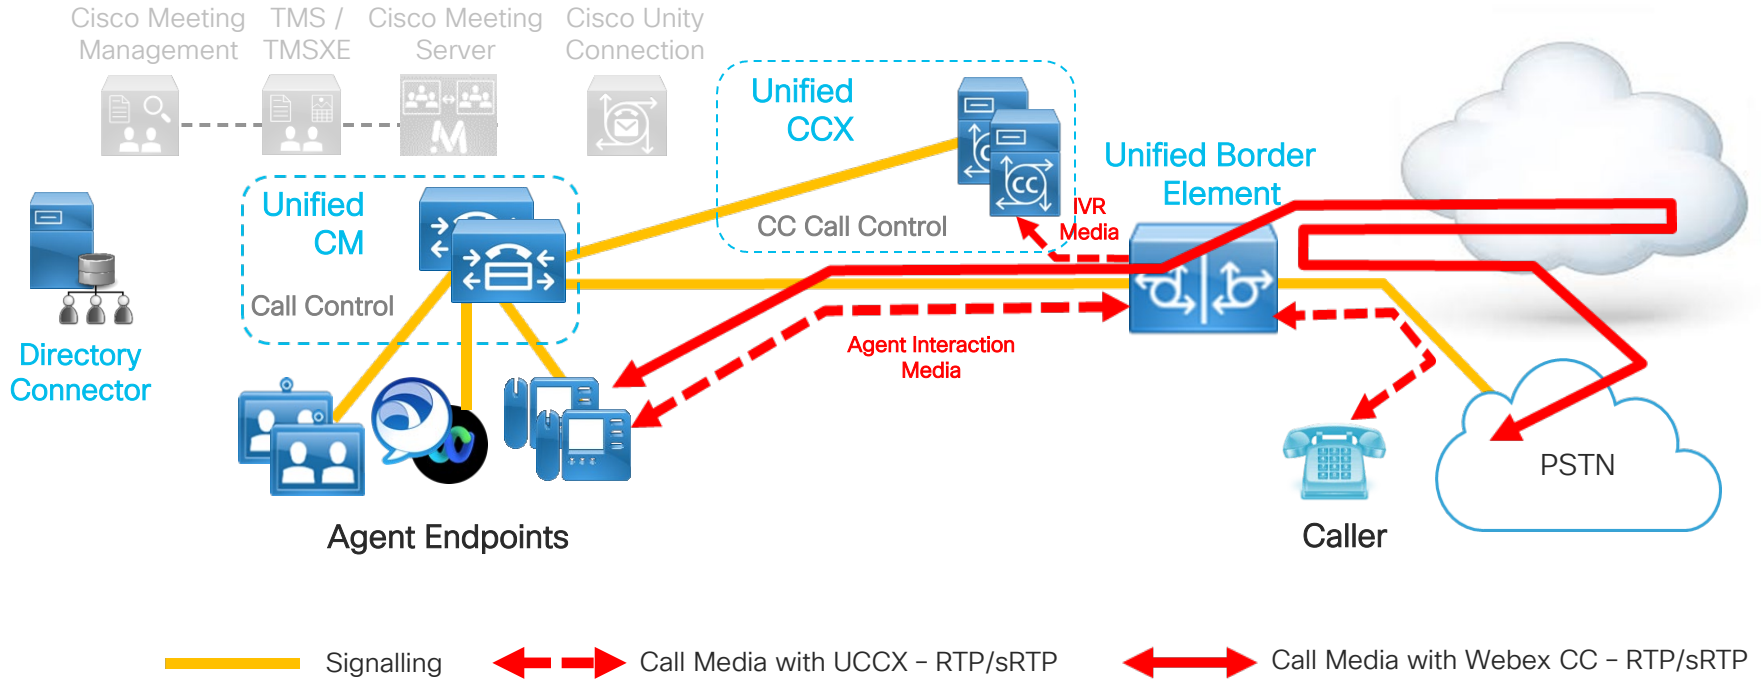 Cisco Meeting
Management
TMS /
TMSXE
Cisco Meeting
Server
Cisco Unity
Connection
Unified
CCX
CC
CC Call Control
IVR
Media
Unified Border
Element
Unified
CM
Call Control
Directory
Connector
Agent Interaction
Media
PSTN
Agent Endpoints
Caller
Signalling
Call Media with UCCX – RTP/sRTP
Call Media with Webex CC – RTP/sRTP